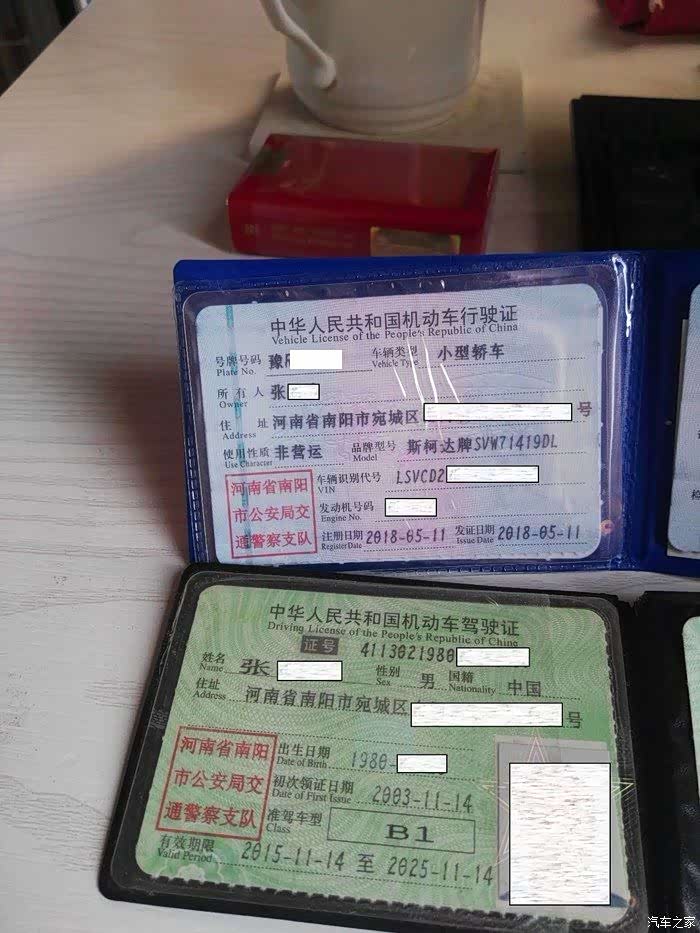 中华人民共和国机动车行驶证
Vehicle License of the People's Republic of China
号牌号码 豫 车辆类型 小型轿车
Plate No. Vehicle Type
所有人 张
Owner
住址 河南省南阳市宛城区 号
Address
使用性质 非营运 品牌型号 斯柯达牌SVW71419DL
Use Character Model
河南省南阳
市公安局交
通警察支队
车辆识别代号 LSVCD2
VIN
发动机号码
Engine No.
注册日期 2018-05-11 发证日期 2018-05-11
Register Date Issue Date
中华人民共和国机动车驾驶证
Driving License of the People's Republic of China
证号 4113021980
姓名 张 性别 男 国籍 中国
Name Sex Nationality
住址 河南省南阳市宛城区 号
Address
河南省南阳
市公安局交
通警察支队
出生日期 1980-
Date of Birth
初次领证日期 2003-11-14
Date of First Issue
准驾车型 B1
Class
有效期限 2015-11-14 至 2025-11-14
Valid Period
汽车之家